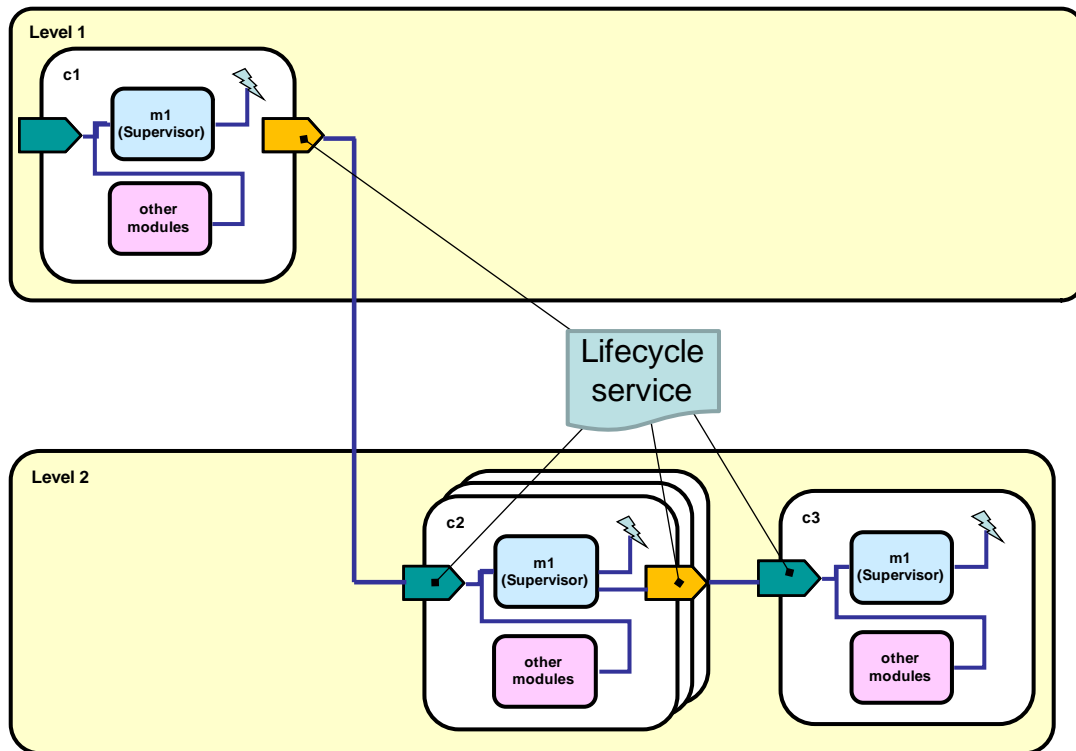 Level 1
c1
m1
(Supervisor)
other
modules
Lifecycle
service
Level 2
c2
m1
(Supervisor)
other
modules
c3
m1
(Supervisor)
other
modules